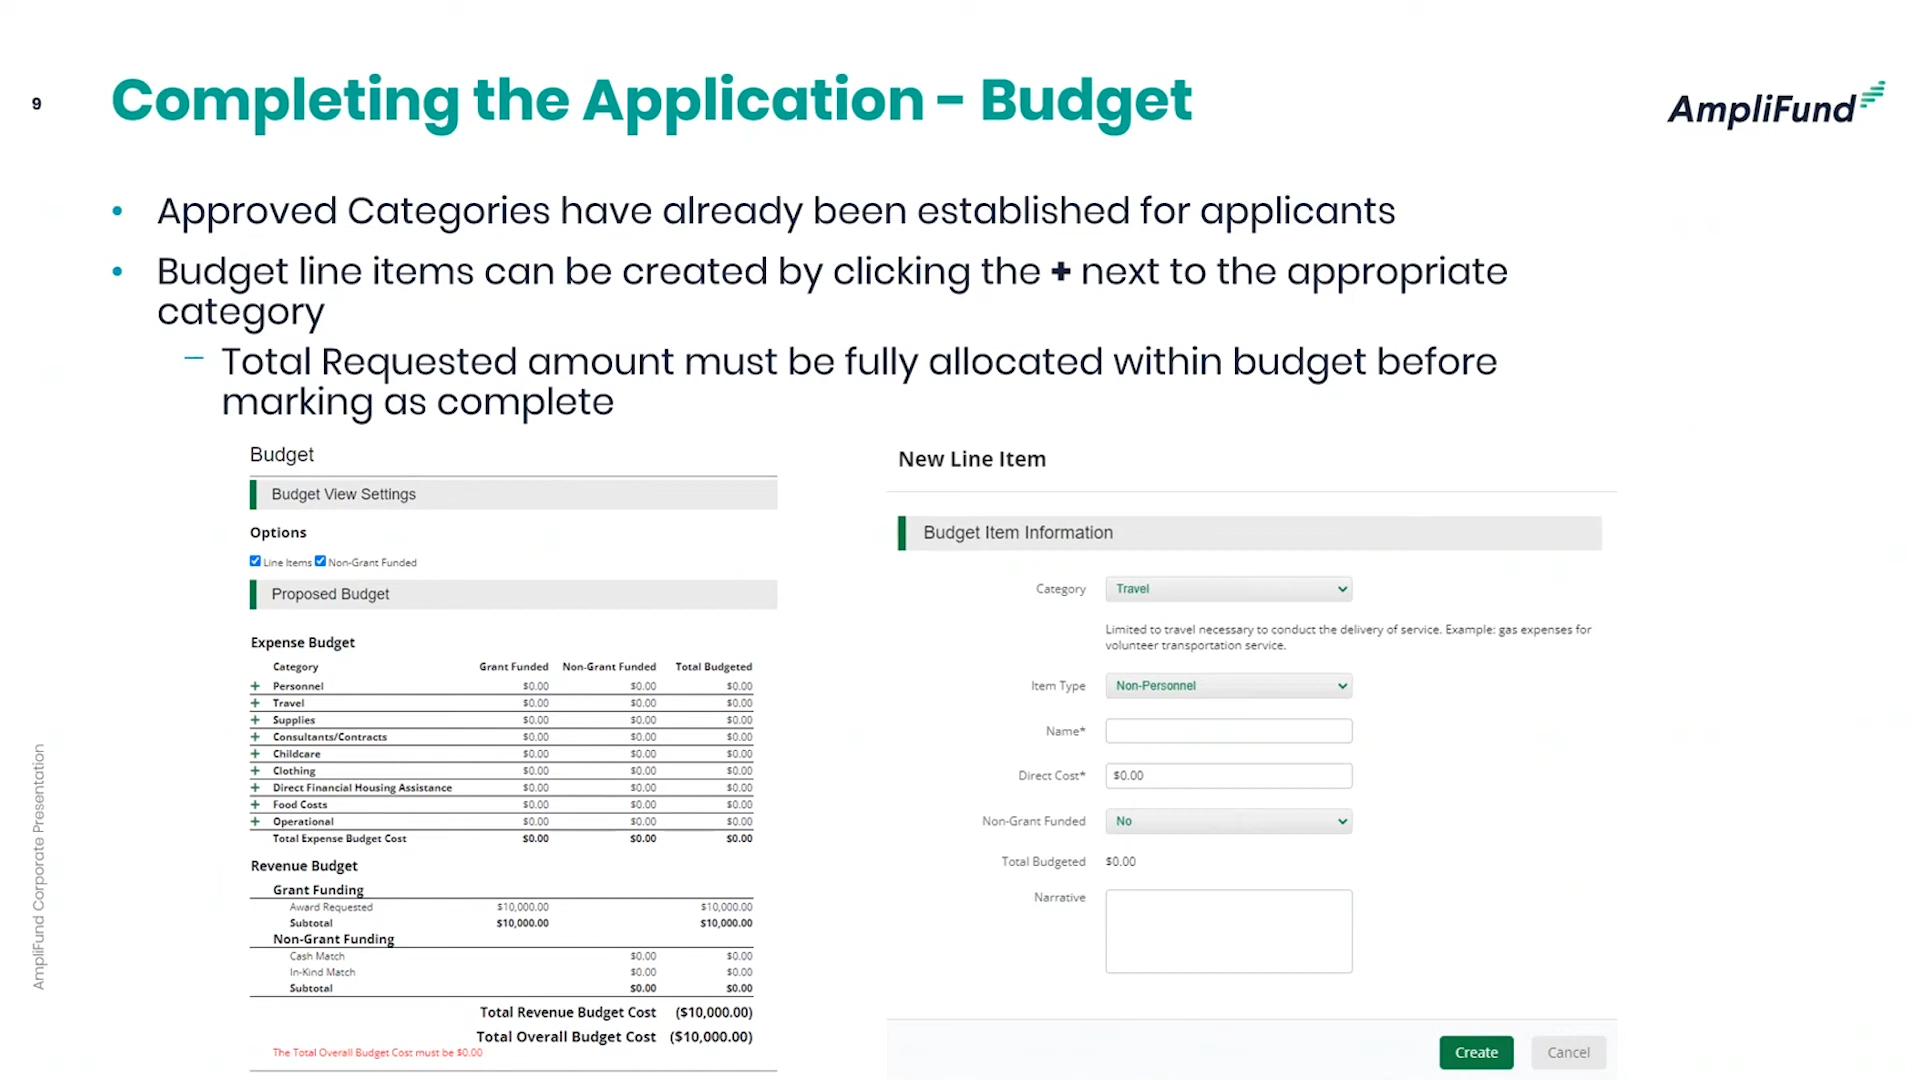 9
Completing the Application - Budget
AmpliFund
• Approved Categories have already been established for applicants
• Budget line items can be created by clicking the + next to the appropriate
category
– Total Requested amount must be fully allocated within budget before
marking as complete
Budget
Budget View Settings
Options
Line Items Non-Grant Funded
Proposed Budget
Expense Budget
Category Grant Funded Non-Grant Funded Total Budgeted
+ Personnel $0.00 $0.00 $0.00
+ Travel $0.00 $0.00 $0.00
+ Supplies $0.00 $0.00 $0.00
+ Consultants/Contracts $0.00 $0.00 $0.00
+ Childcare $0.00 $0.00 $0.00
+ Clothing $0.00 $0.00 $0.00
+ Direct Financial Housing Assistance $0.00 $0.00 $0.00
+ Food Costs $0.00 $0.00 $0.00
+ Operational $0.00 $0.00 $0.00
Total Expense Budget Cost $0.00 $0.00 $0.00
Revenue Budget
Grant Funding
Award Requested $10,000.00 $10,000.00
Subtotal $10,000.00 $10,000.00
Non-Grant Funding
Cash Match $0.00 $0.00
In-Kind Match $0.00 $0.00
Subtotal $0.00 $0.00
Total Revenue Budget Cost ($10,000.00)
Total Overall Budget Cost ($10,000.00)
The Total Overall Budget Cost must be $0.00
New Line Item
Budget Item Information
Category Travel
Limited to travel necessary to conduct the delivery of service. Example: gas expenses for
volunteer transportation service.
Item Type Non-Personnel
Name*
Direct Cost* $0.00
Non-Grant Funded No
Total Budgeted $0.00
Narrative
Create Cancel
AmpliFund Corporate Presentation